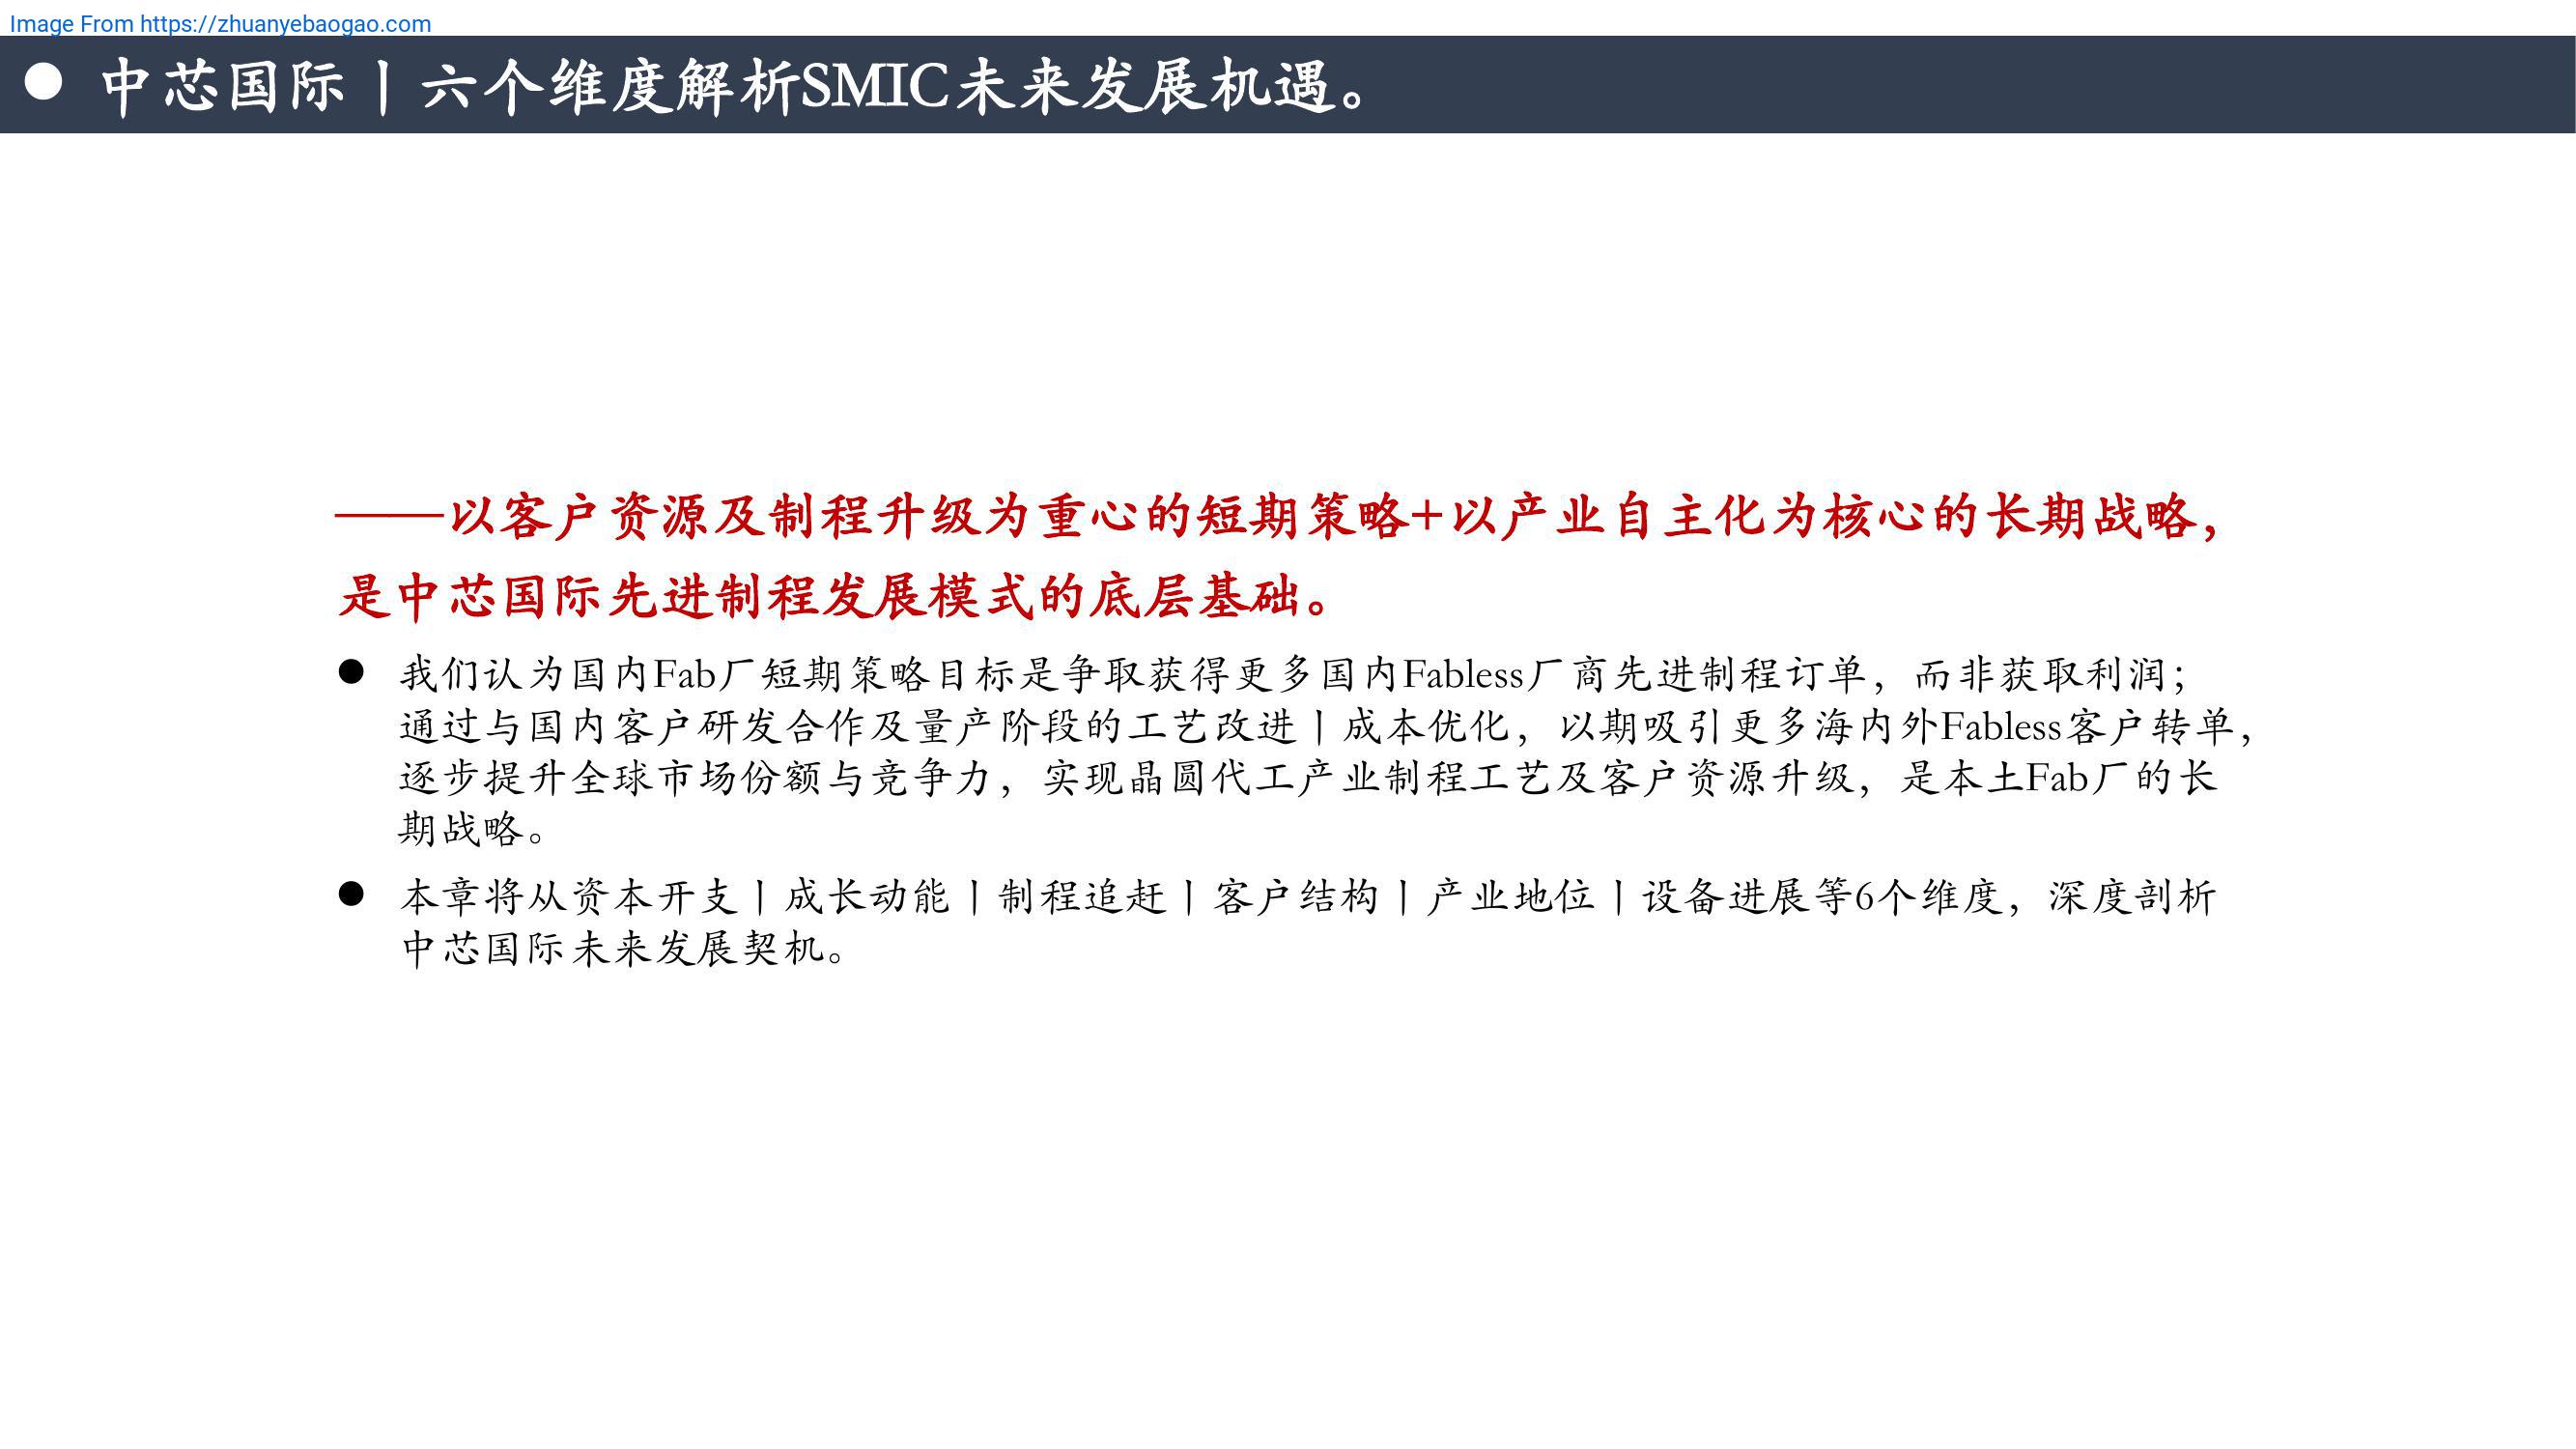 Image From https://zhuanyebaogao.com
● 中芯国际丨六个维度解析SMIC未来发展机遇。
——以客户资源及制程升级为重心的短期策略+以产业自主化为核心的长期战略，
是中芯国际先进制程发展模式的底层基础。
● 我们认为国内Fab厂短期策略目标是争取获得更多国内Fabless厂商先进制程订单，而非获取利润；
通过与国内客户研发合作及量产阶段的工艺改进丨成本优化，以期吸引更多海内外Fabless客户转单，
逐步提升全球市场份额与竞争力，实现晶圆代工产业制程工艺及客户资源升级，是本土Fab厂的长
期战略。
● 本章将从资本开支丨成长动能丨制程追赶丨客户结构丨产业地位丨设备进展等6个维度，深度剖析
中芯国际未来发展契机。